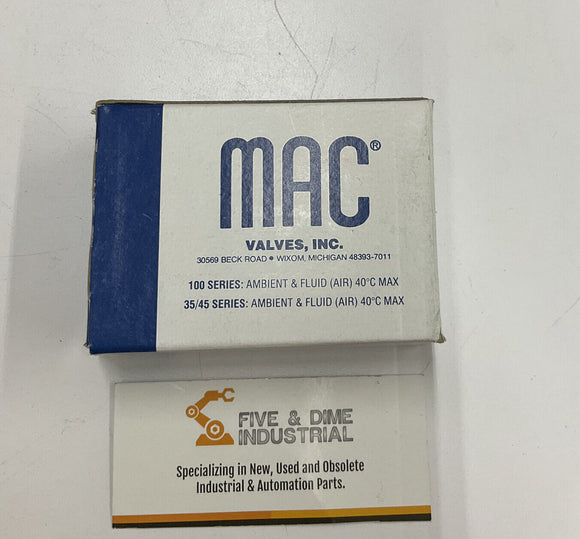 MAC®
VALVES, INC.
30569 BECK ROAD • WIXOM, MICHIGAN 48393-7011
100 SERIES: AMBIENT & FLUID (AIR) 40°C MAX
35/45 SERIES: AMBIENT & FLUID (AIR) 40°C MAX
FIVE & DIME
INDUSTRIAL
Specializing in New, Used and Obsolete
Industrial & Automation Parts.